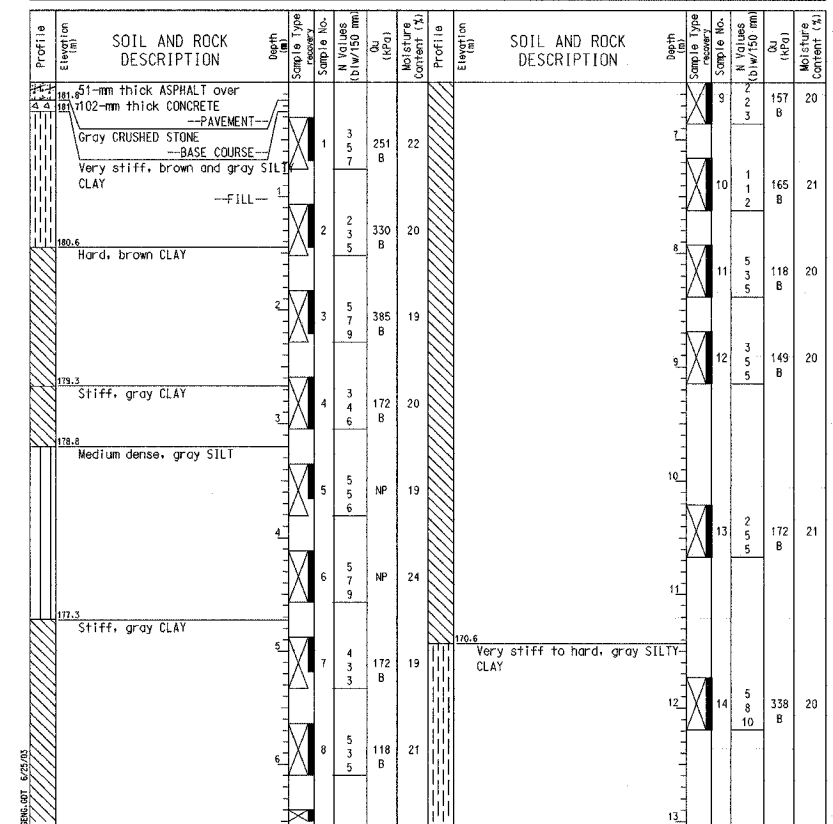 Profile
Elevation (m)
SOIL AND ROCK DESCRIPTION
Depth (m)
Sample Type recovery
Sample No.
N Values (blw/150 mm)
Qu (kPa)
Moisture Content (%)
181.6 51-mm thick ASPHALT over
181. 102-mm thick CONCRETE
--PAVEMENT--
Gray CRUSHED STONE
--BASE COURSE--
Very stiff, brown and gray SILTY
CLAY
--FILL--
180.6
Hard, brown CLAY
179.3
Stiff, gray CLAY
178.8
Medium dense, gray SILT
177.3
Stiff, gray CLAY
1
2
3
4
5
6
1 3 5 7 251 B 22
2 2 3 5 330 B 20
3 5 7 9 385 B 19
4 3 4 6 172 B 20
5 5 5 6 NP 19
6 5 7 9 NP 24
7 4 3 3 172 B 19
8 5 3 5 118 B 21
Profile
Elevation (m)
SOIL AND ROCK DESCRIPTION
Depth (m)
Sample Type recovery
Sample No.
N Values (blw/150 mm)
Qu (kPa)
Moisture Content (%)
170.6
Very stiff to hard, gray SILTY
CLAY
7
8
9
10
11
12
13
9 2 2 3 157 B 20
10 1 1 2 165 B 21
11 5 3 5 118 B 20
12 3 5 5 149 B 20
13 2 5 5 172 B 21
14 5 8 10 338 B 20
6/25/03